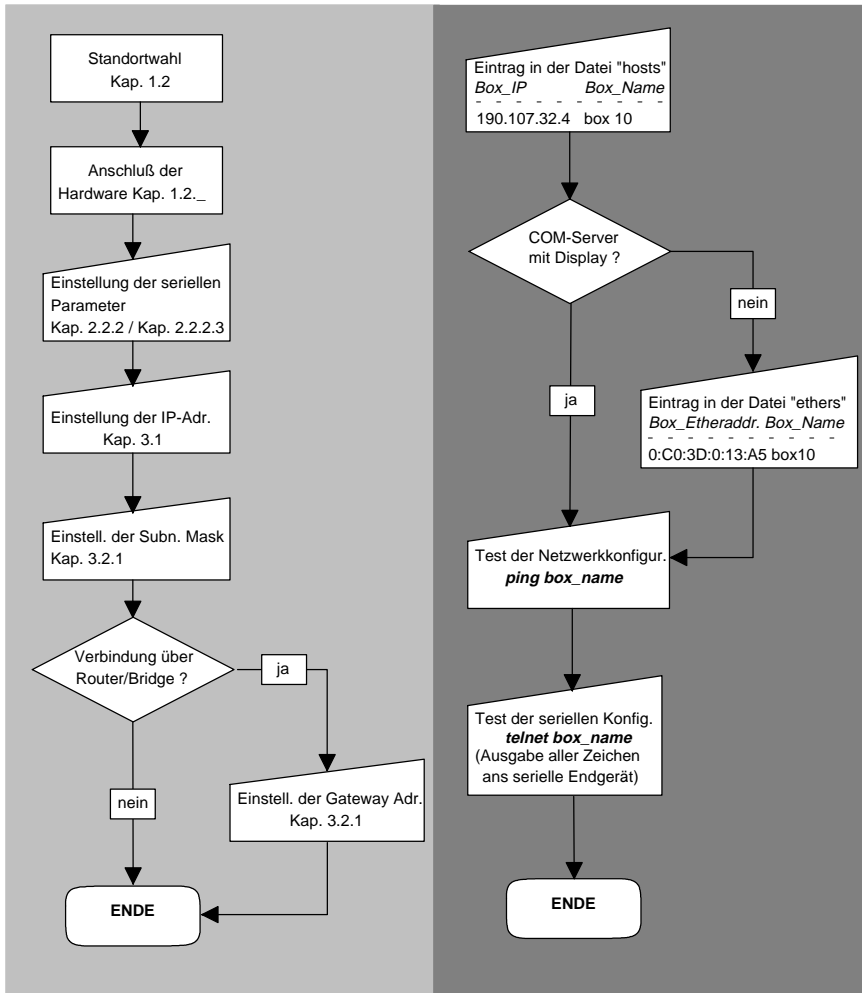 Standortwahl
Kap. 1.2
Anschluß der
Hardware Kap. 1.2._
Einstellung der seriellen
Parameter
Kap. 2.2.2 / Kap. 2.2.2.3
Einstellung der IP-Adr.
Kap. 3.1
Einstell. der Subn. Mask
Kap. 3.2.1
Verbindung über
Router/Bridge ?
ja
nein
Einstell. der Gateway Adr.
Kap. 3.2.1
ENDE
Eintrag in der Datei "hosts"
Box_IP Box_Name
- - - - - - - - - - - -
190.107.32.4 box 10
COM-Server
mit Display ?
nein
ja
Eintrag in der Datei "ethers"
Box_Etheraddr. Box_Name
- - - - - - - - - - - -
0:C0:3D:0:13:A5 box10
Test der Netzwerkkonfigur.
ping box_name
Test der seriellen Konfig.
telnet box_name
(Ausgabe aller Zeichen
ans serielle Endgerät)
ENDE